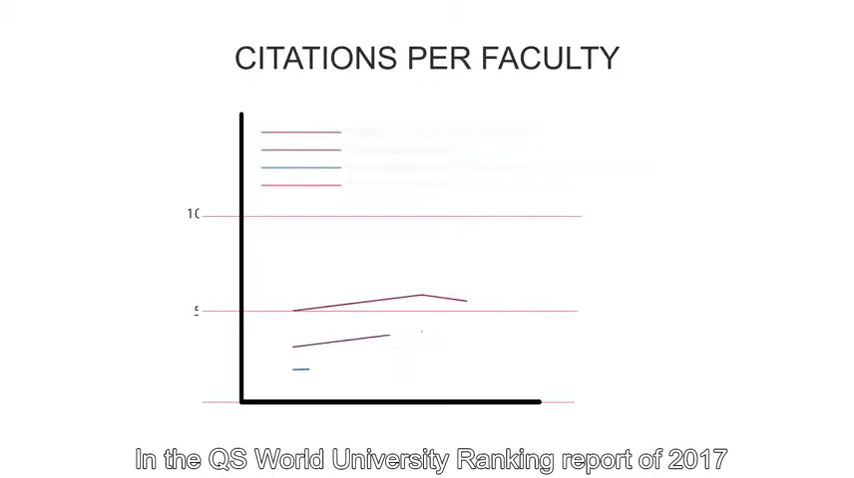 CITATIONS PER FACULTY
10
5
In the QS World University Ranking report of 2017